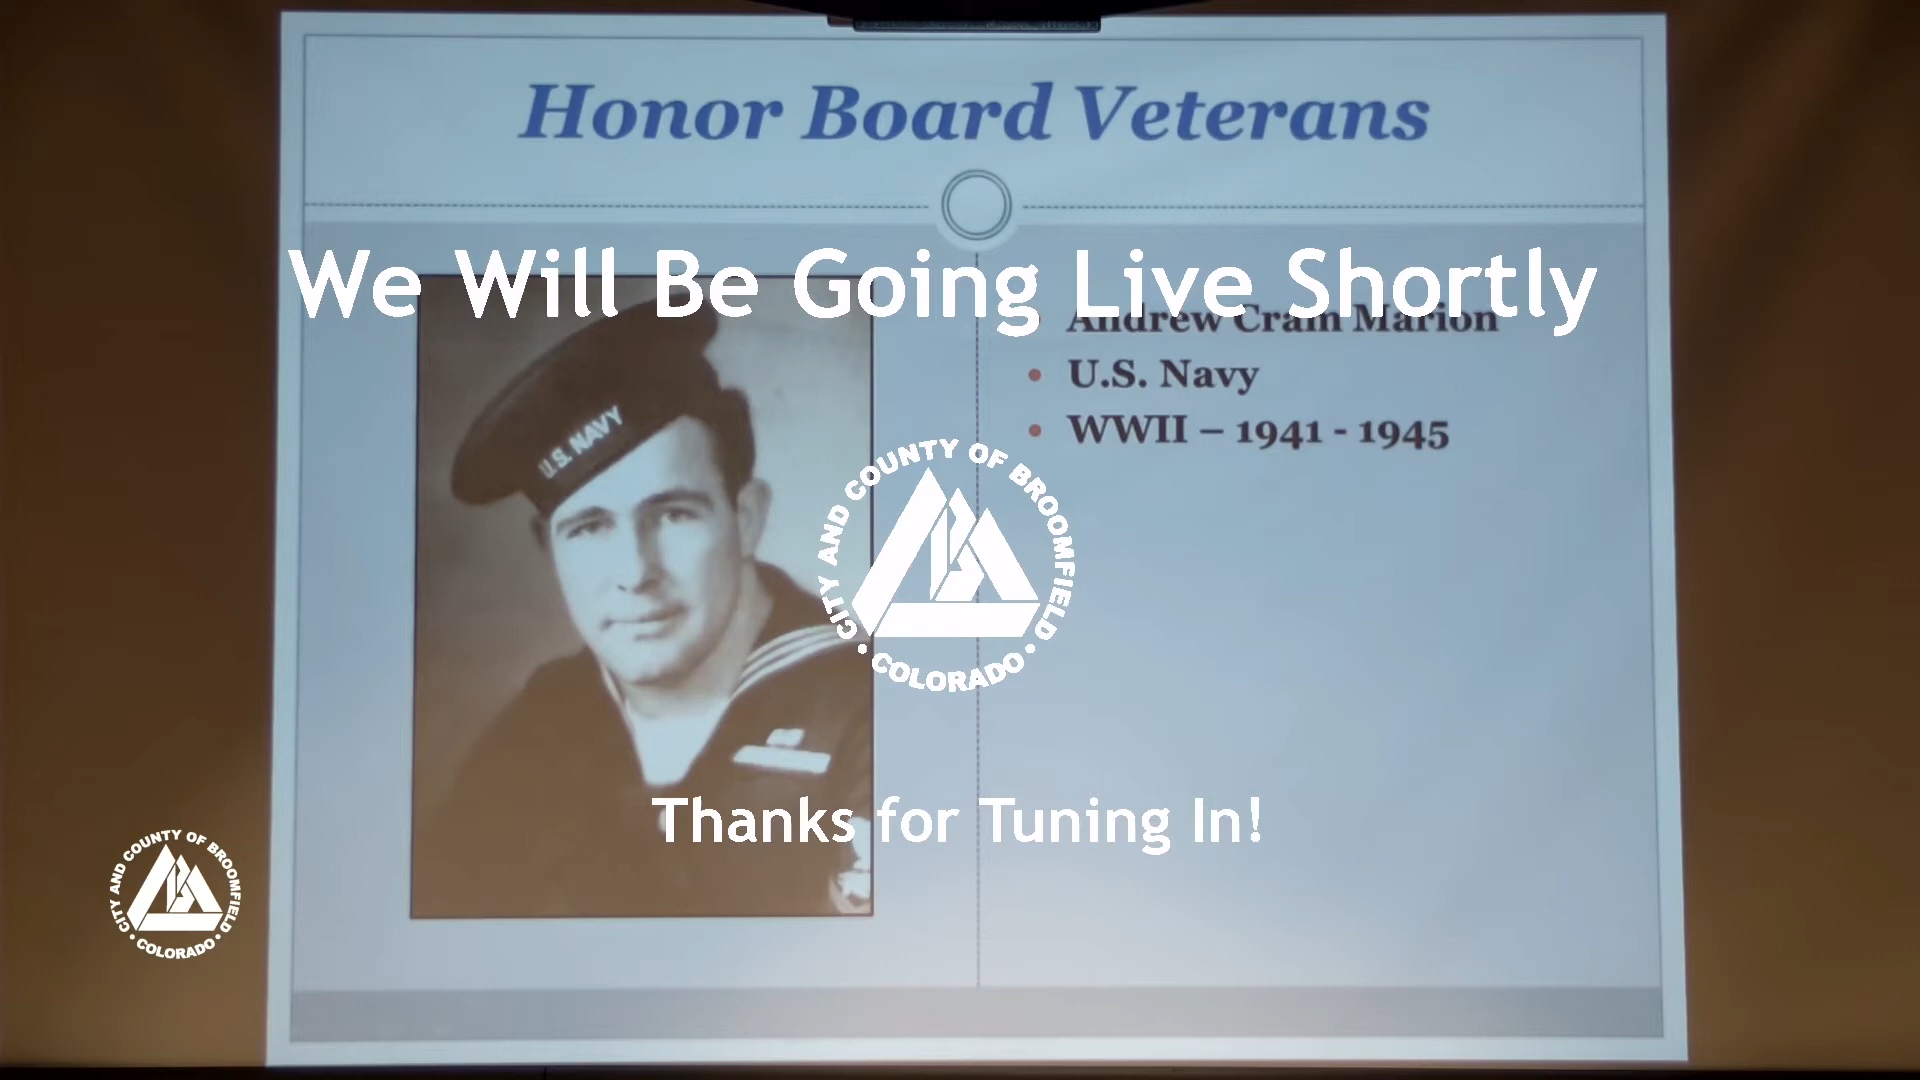 Honor Board Veterans
We Will Be Going Live Shortly
Andrew Cram Marion
U.S. Navy
WWII – 1941 - 1945
U.S. NAVY
CITY AND COUNTY OF BROOMFIELD
• COLORADO •
Thanks for Tuning In!
CITY AND COUNTY OF BROOMFIELD
• COLORADO •